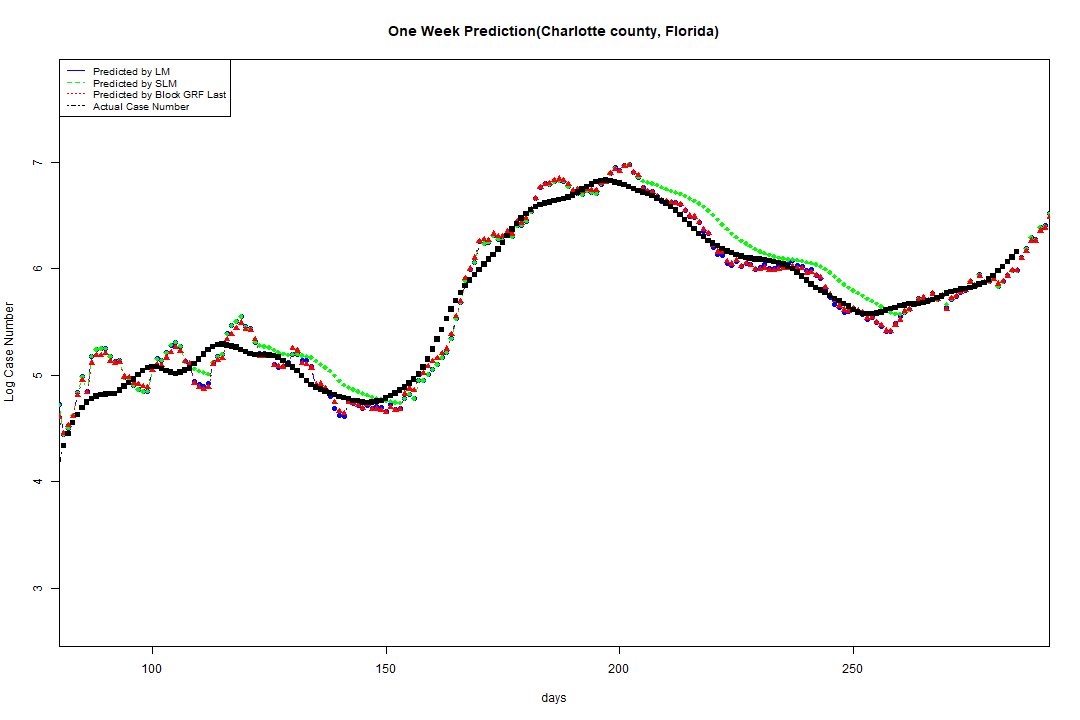 One Week Prediction(Charlotte county, Florida)
Predicted by LM
Predicted by SLM
Predicted by Block GRF Last
Actual Case Number
Log Case Number
7
6
5
4
3
100 150 200 250
days